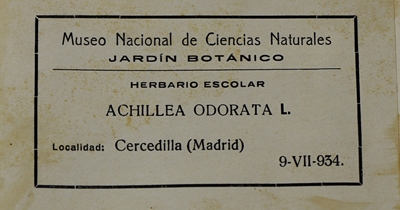 Museo Nacional de Ciencias Naturales
JARDÍN BOTÁNICO
HERBARIO ESCOLAR
ACHILLEA ODORATA L.
Localidad: Cercedilla (Madrid)
9-VII-934.